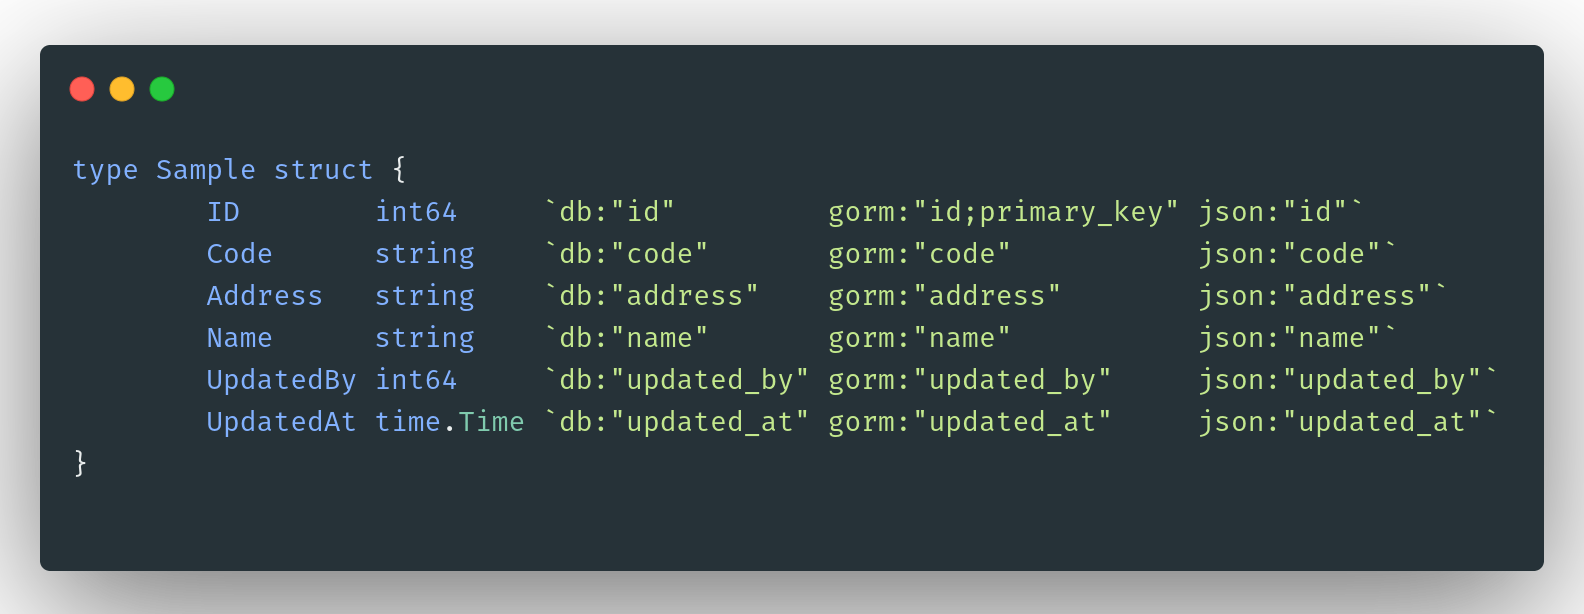 type Sample struct {
        ID        int64     `db:"id"         gorm:"id;primary_key" json:"id"`
        Code      string    `db:"code"       gorm:"code"           json:"code"`
        Address   string    `db:"address"    gorm:"address"        json:"address"`
        Name      string    `db:"name"       gorm:"name"           json:"name"`
        UpdatedBy int64     `db:"updated_by" gorm:"updated_by"     json:"updated_by"`
        UpdatedAt time.Time `db:"updated_at" gorm:"updated_at"     json:"updated_at"`
}